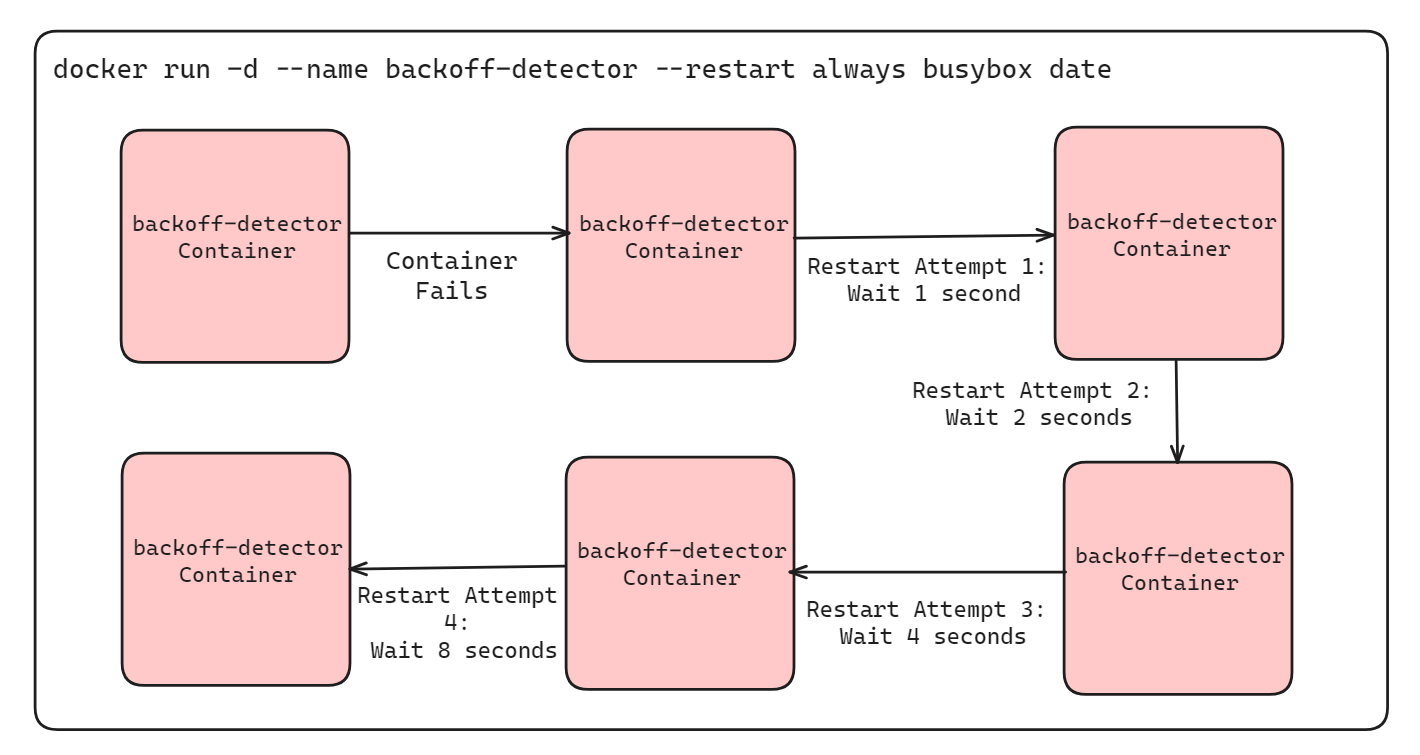 docker run -d --name backoff-detector --restart always busybox date
backoff-detector
Container
Container
Fails
backoff-detector
Container
Restart Attempt 1:
Wait 1 second
backoff-detector
Container
Restart Attempt 2:
Wait 2 seconds
backoff-detector
Container
Restart Attempt 3:
Wait 4 seconds
backoff-detector
Container
Restart Attempt
4:
Wait 8 seconds
backoff-detector
Container